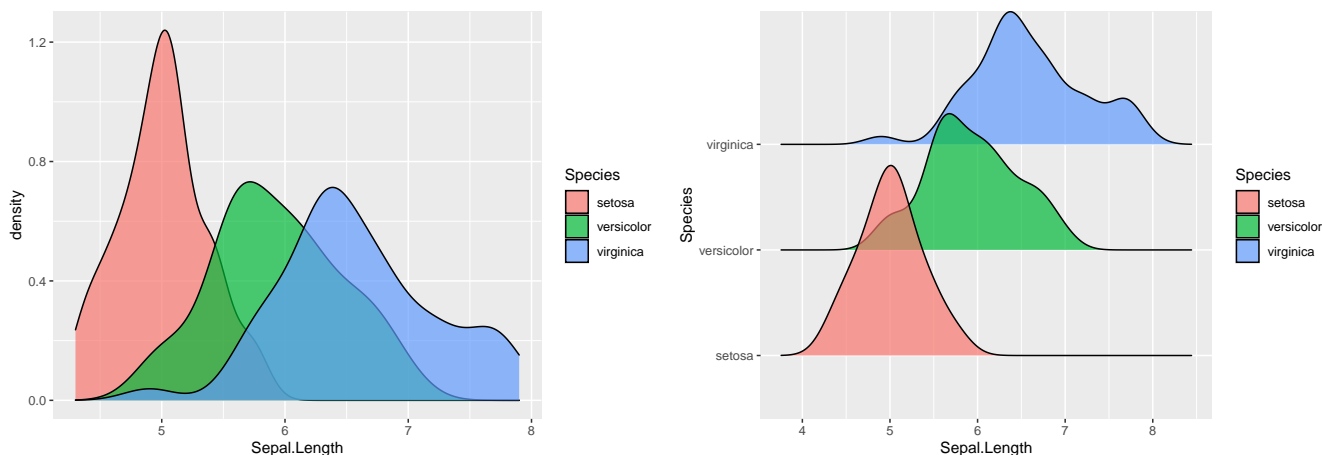 1.2
0.8
0.4
0.0
density
5 6 7 8
Sepal.Length
Species
setosa
versicolor
virginica
virginica
versicolor
setosa
Species
4 5 6 7 8
Sepal.Length
Species
setosa
versicolor
virginica